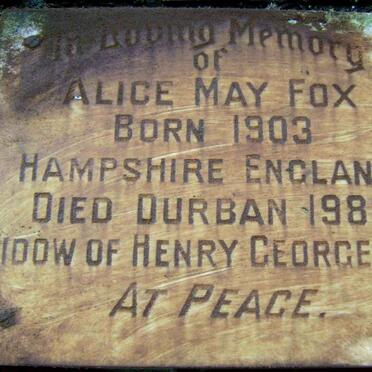 In Loving Memory
of
ALICE MAY FOX
BORN 1903
HAMPSHIRE ENGLAN
DIED DURBAN 198
IDOW OF HENRY GEORGE
AT PEACE.